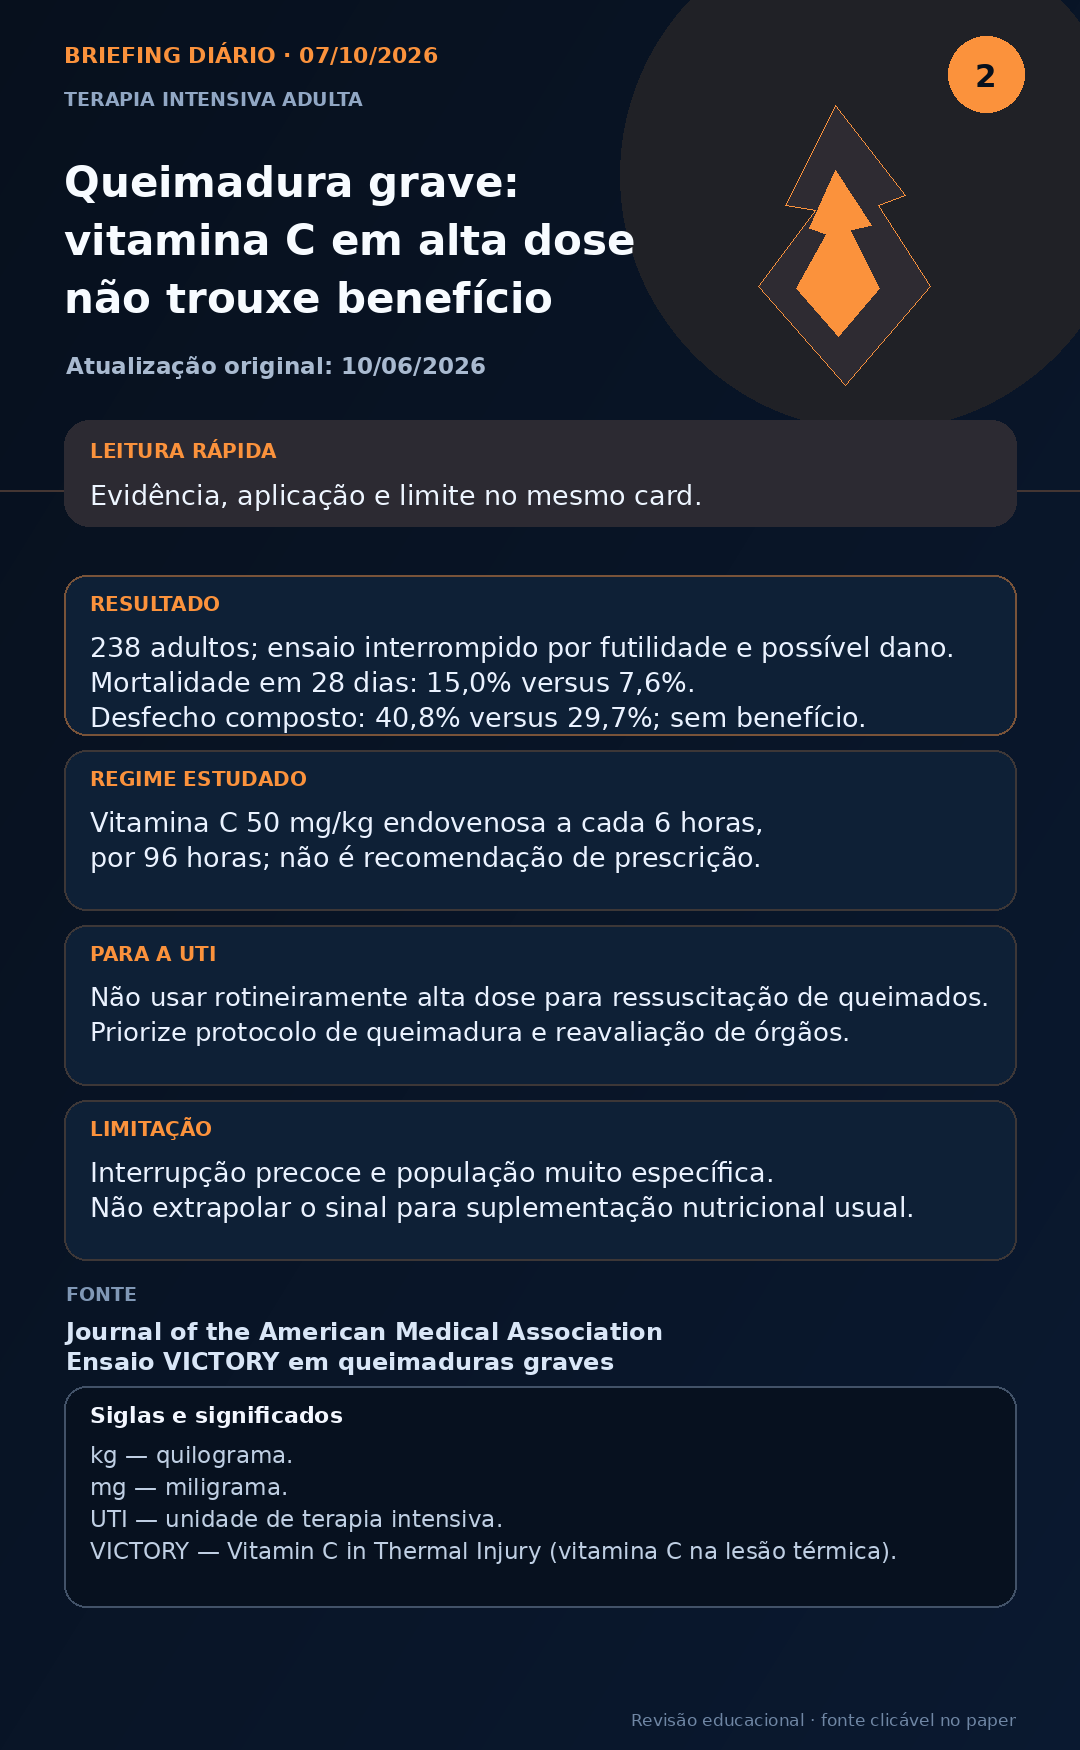 BRIEFING DIÁRIO · 07/10/2026
2
TERAPIA INTENSIVA ADULTA
Queimadura grave:
vitamina C em alta dose
não trouxe benefício
Atualização original: 10/06/2026
LEITURA RÁPIDA
Evidência, aplicação e limite no mesmo card.
RESULTADO
238 adultos; ensaio interrompido por futilidade e possível dano.
Mortalidade em 28 dias: 15,0% versus 7,6%.
Desfecho composto: 40,8% versus 29,7%; sem benefício.
REGIME ESTUDADO
Vitamina C 50 mg/kg endovenosa a cada 6 horas,
por 96 horas; não é recomendação de prescrição.
PARA A UTI
Não usar rotineiramente alta dose para ressuscitação de queimados.
Priorize protocolo de queimadura e reavaliação de órgãos.
LIMITAÇÃO
Interrupção precoce e população muito específica.
Não extrapolar o sinal para suplementação nutricional usual.
FONTE
Journal of the American Medical Association
Ensaio VICTORY em queimaduras graves
Siglas e significados
kg — quilograma.
mg — miligrama.
UTI — unidade de terapia intensiva.
VICTORY — Vitamin C in Thermal Injury (vitamina C na lesão térmica).
Revisão educacional · fonte clicável no paper